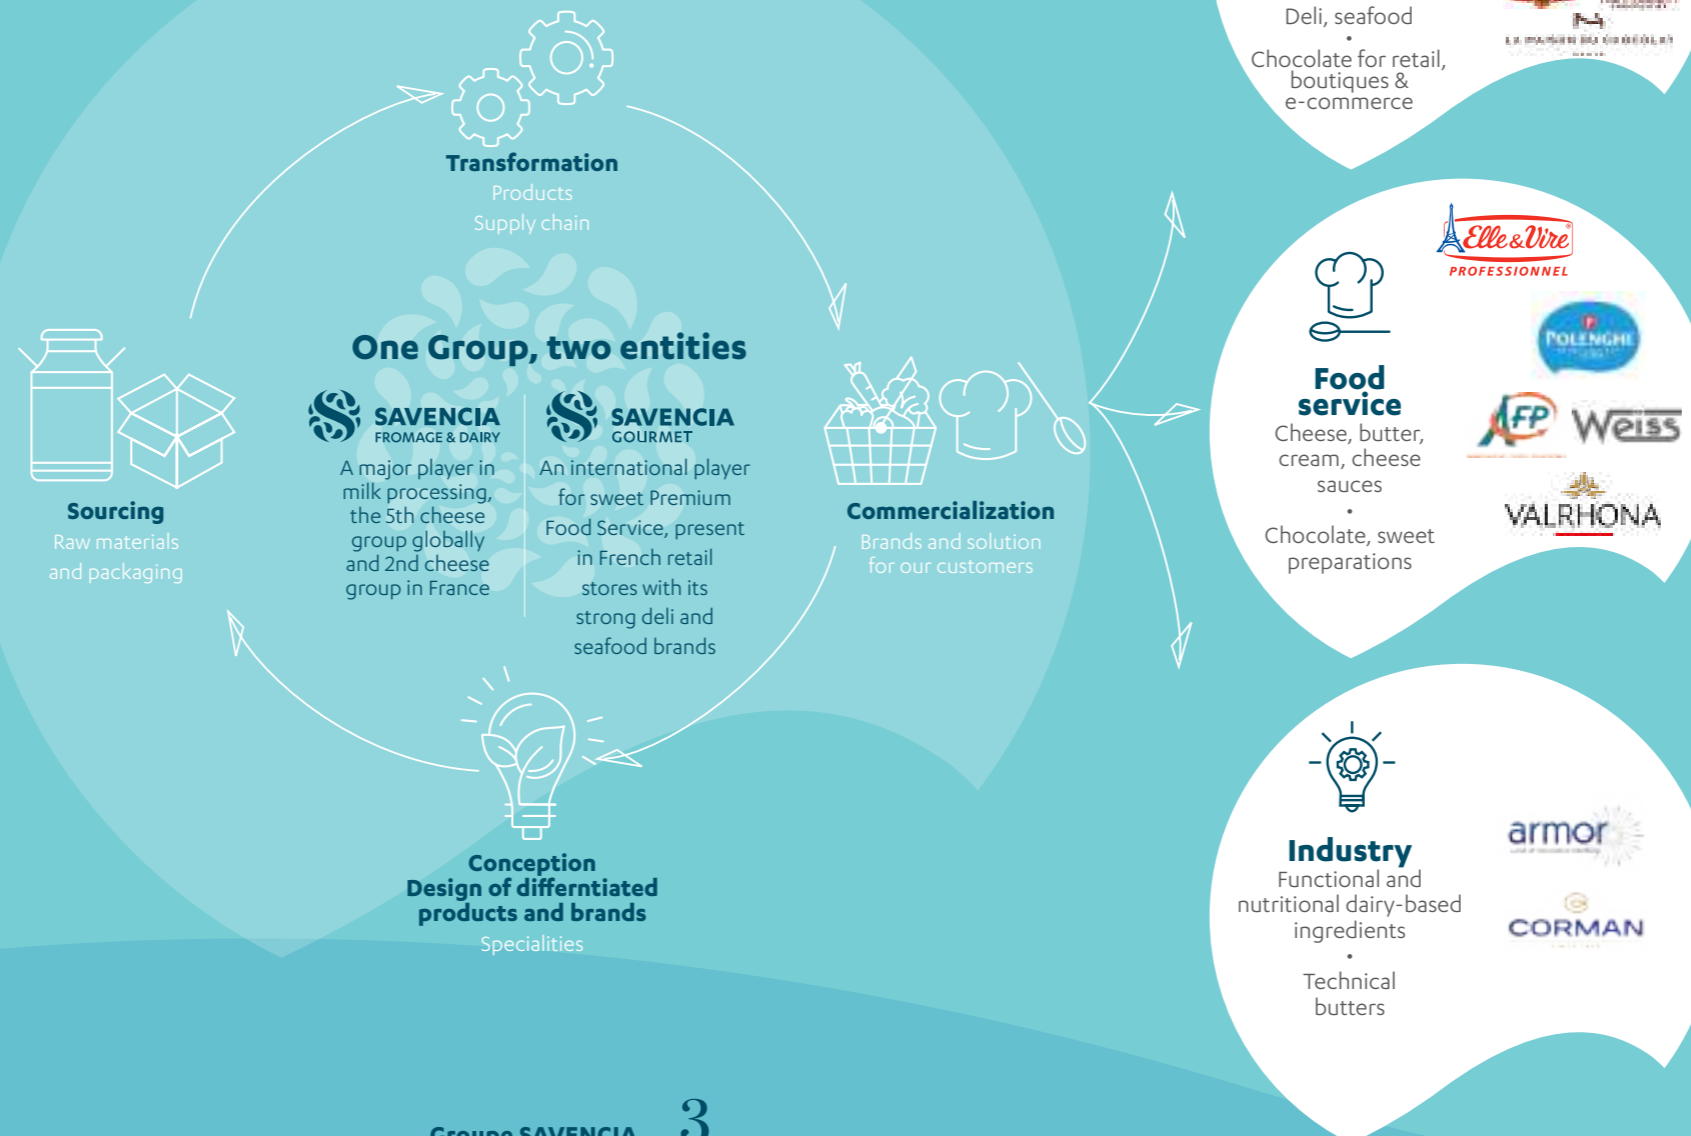 Transformation
Products
Supply chain
One Group, two entities
SAVENCIA
FROMAGE & DAIRY
A major player in
milk processing,
the 5th cheese
group globally
and 2nd cheese
group in France
SAVENCIA
GOURMET
An international player
for sweet Premium
Food Service, present
in French retail
stores with its
strong deli and
seafood brands
Sourcing
Raw materials
and packaging
Commercialization
Brands and solution
for our customers
Conception
Design of differntiated
products and brands
Specialities
Deli, seafood
•
Chocolate for retail,
boutiques &
e-commerce
LA MAISON DU CHOCOLAT
Food
service
Cheese, butter,
cream, cheese
sauces
•
Chocolate, sweet
preparations
Elle & Vire
PROFESSIONNEL
POLENGHI
AFP
Weiss
VALRHONA
Industry
Functional and
nutritional dairy-based
ingredients
•
Technical
butters
armor
CORMAN
Groupe SAVENCIA 3